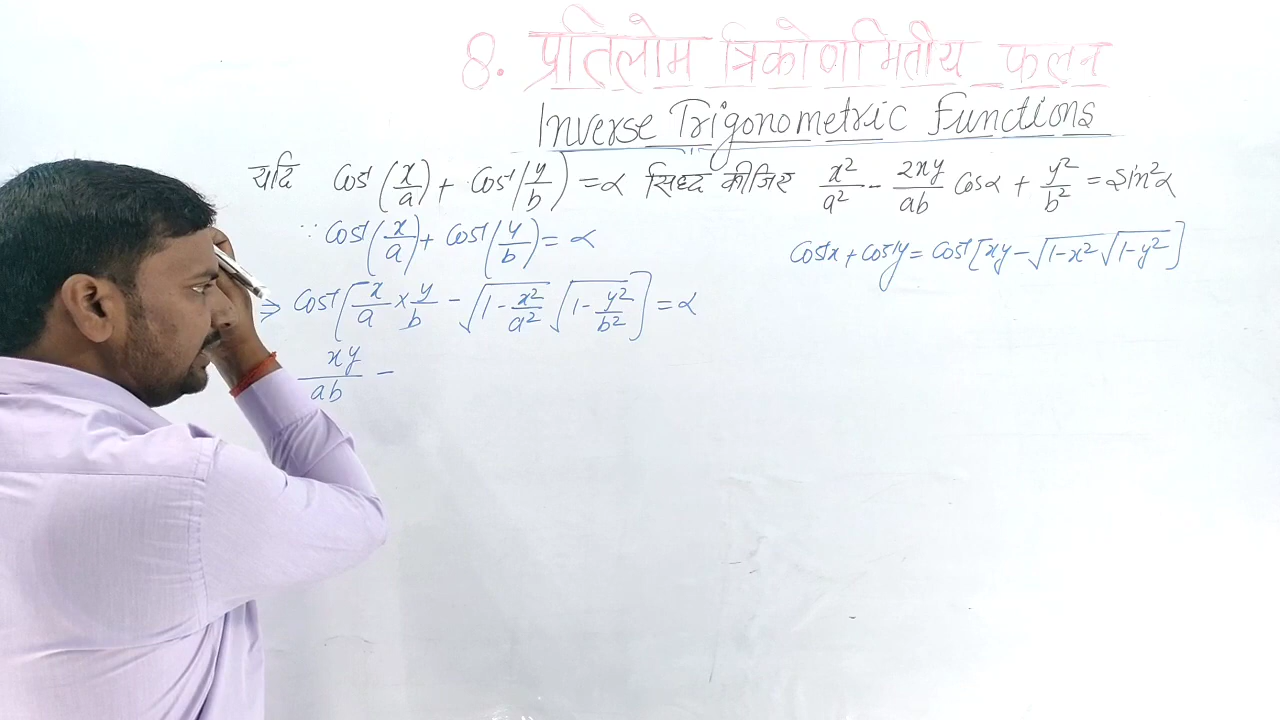 8. प्रतिलोम त्रिकोणमितीय फलन
Inverse Trigonometric Functions
यदि cos⁻¹(x/a) + cos⁻¹(y/b) = α सिध्द कीजिए x²/a² - 2xy/ab cosα + y²/b² = sin²α
∵ cos⁻¹(x/a) + cos⁻¹(y/b) = α
cos⁻¹x + cos⁻¹y = cos⁻¹[xy - √1-x² √1-y²]
⇒ cos⁻¹[x/a × y/b - √1 - x²/a² √1 - y²/b²] = α
xy/ab -